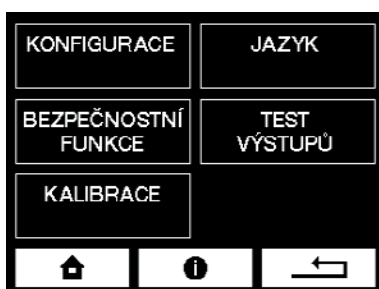 KONFIGURACE
JAZYK
BEZPEČNOSTNÍ
FUNKCE
TEST
VÝSTUPŮ
KALIBRACE